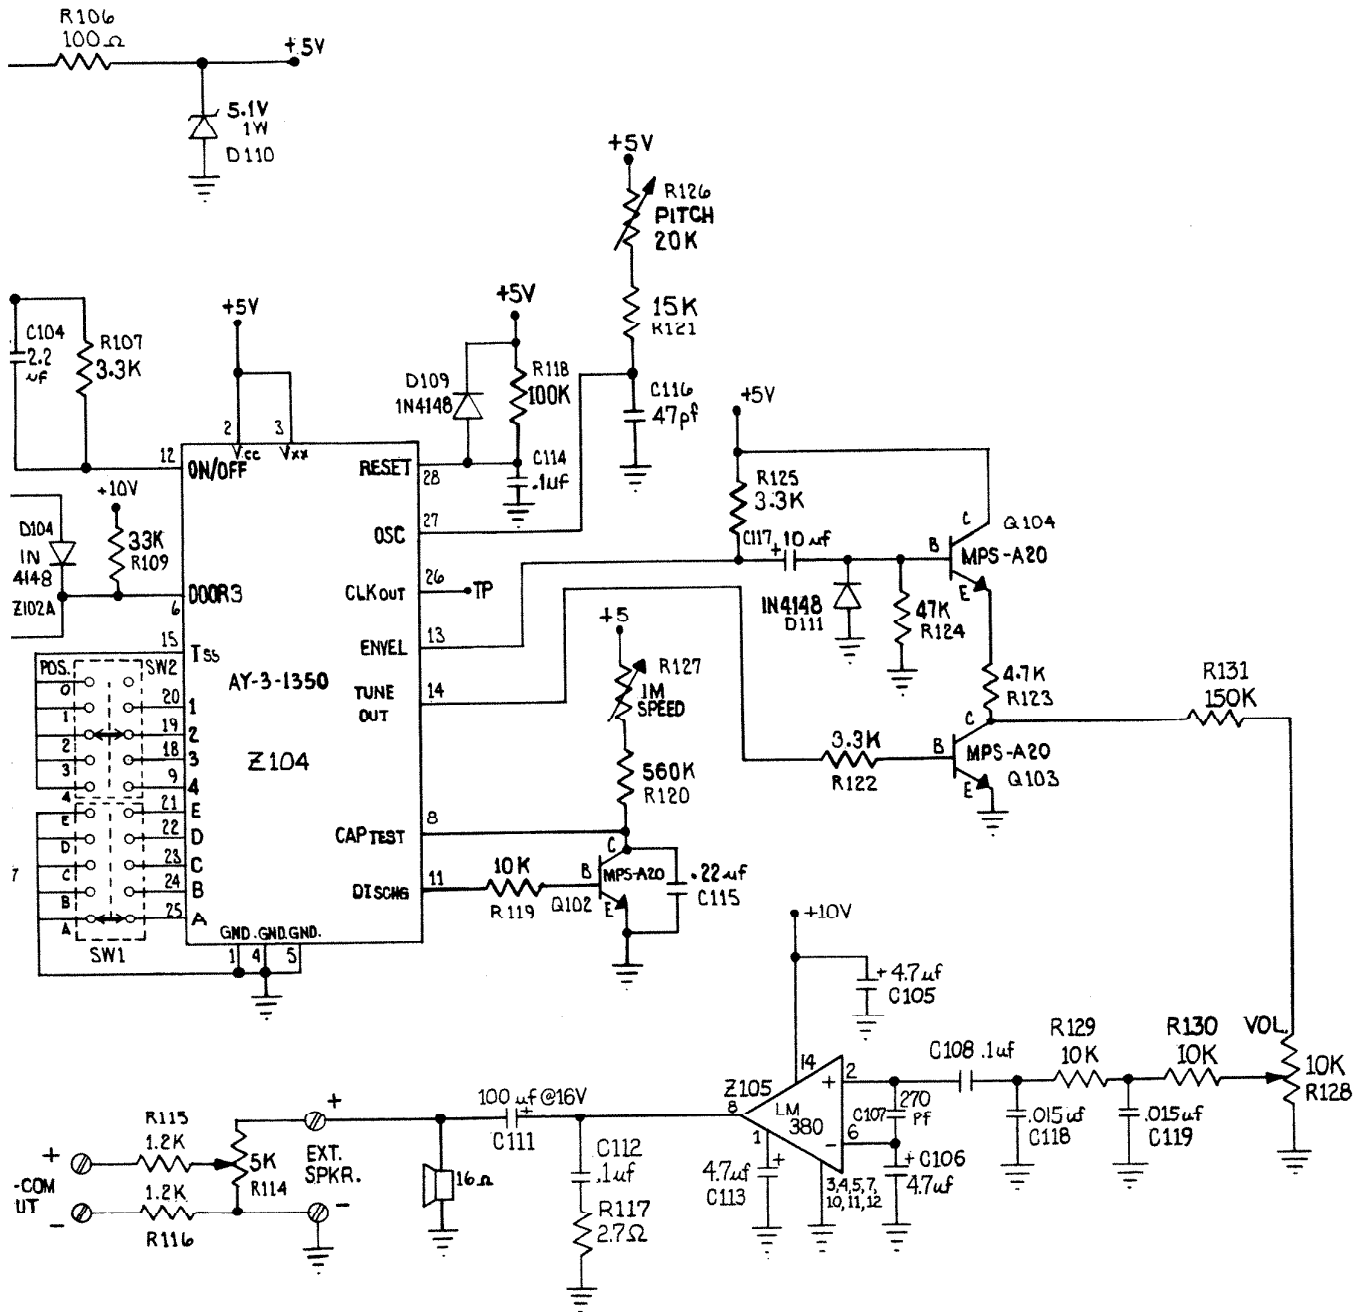 R106
100Ω
+5V
5.1V
1W
D110
+5V
R126
PITCH
20K
15K
R121
C116
47pf
+5V
R118
100K
D109
1N4148
C114
.1uf
C104
2.2
uf
R107
3.3K
+5V
2
3
Vcc
Vxx
12
ON/OFF
RESET
28
+10V
33K
R109
D104
1N
4148
Z102A
DOOR3
6
OSC
27
CLK OUT
26
TP
ENVEL
13
TUNE
OUT
14
AY-3-1350
Z104
15
TSS
POS.
SW2
0
1
2
3
4
20
1
19
2
18
3
9
4
E
D
C
B
A
21
E
22
D
23
C
24
B
25
A
7
SW1
GND. GND. GND.
1
4
5
CAP TEST
8
DISCHG
11
10K
R119
+5
R127
1M
SPEED
560K
R120
C
B
MPS-A20
E
Q102
.22uf
C115
+5V
R125
3.3K
C117
+10uf
1N4148
D111
47K
R124
C
Q104
B
MPS-A20
E
4.7K
R123
3.3K
R122
C
B
MPS-A20
Q103
E
R131
150K
+10V
+4.7uf
C105
14
Z105
LM
380
8
1
+
2
-
6
3,4,5,7,
10,11,12
C107
270
Pf
+ C106
4.7uf
4.7uf
+
C113
C108 .1uf
R129
10K
.015uf
C118
R130
10K
.015uf
C119
VOL.
10K
R128
100uf@16V
+
C111
C112
.1uf
R117
2.7Ω
16Ω
+
EXT.
SPKR.
-
R115
1.2K
5K
R114
1.2K
R116
+
-COM
UT
-